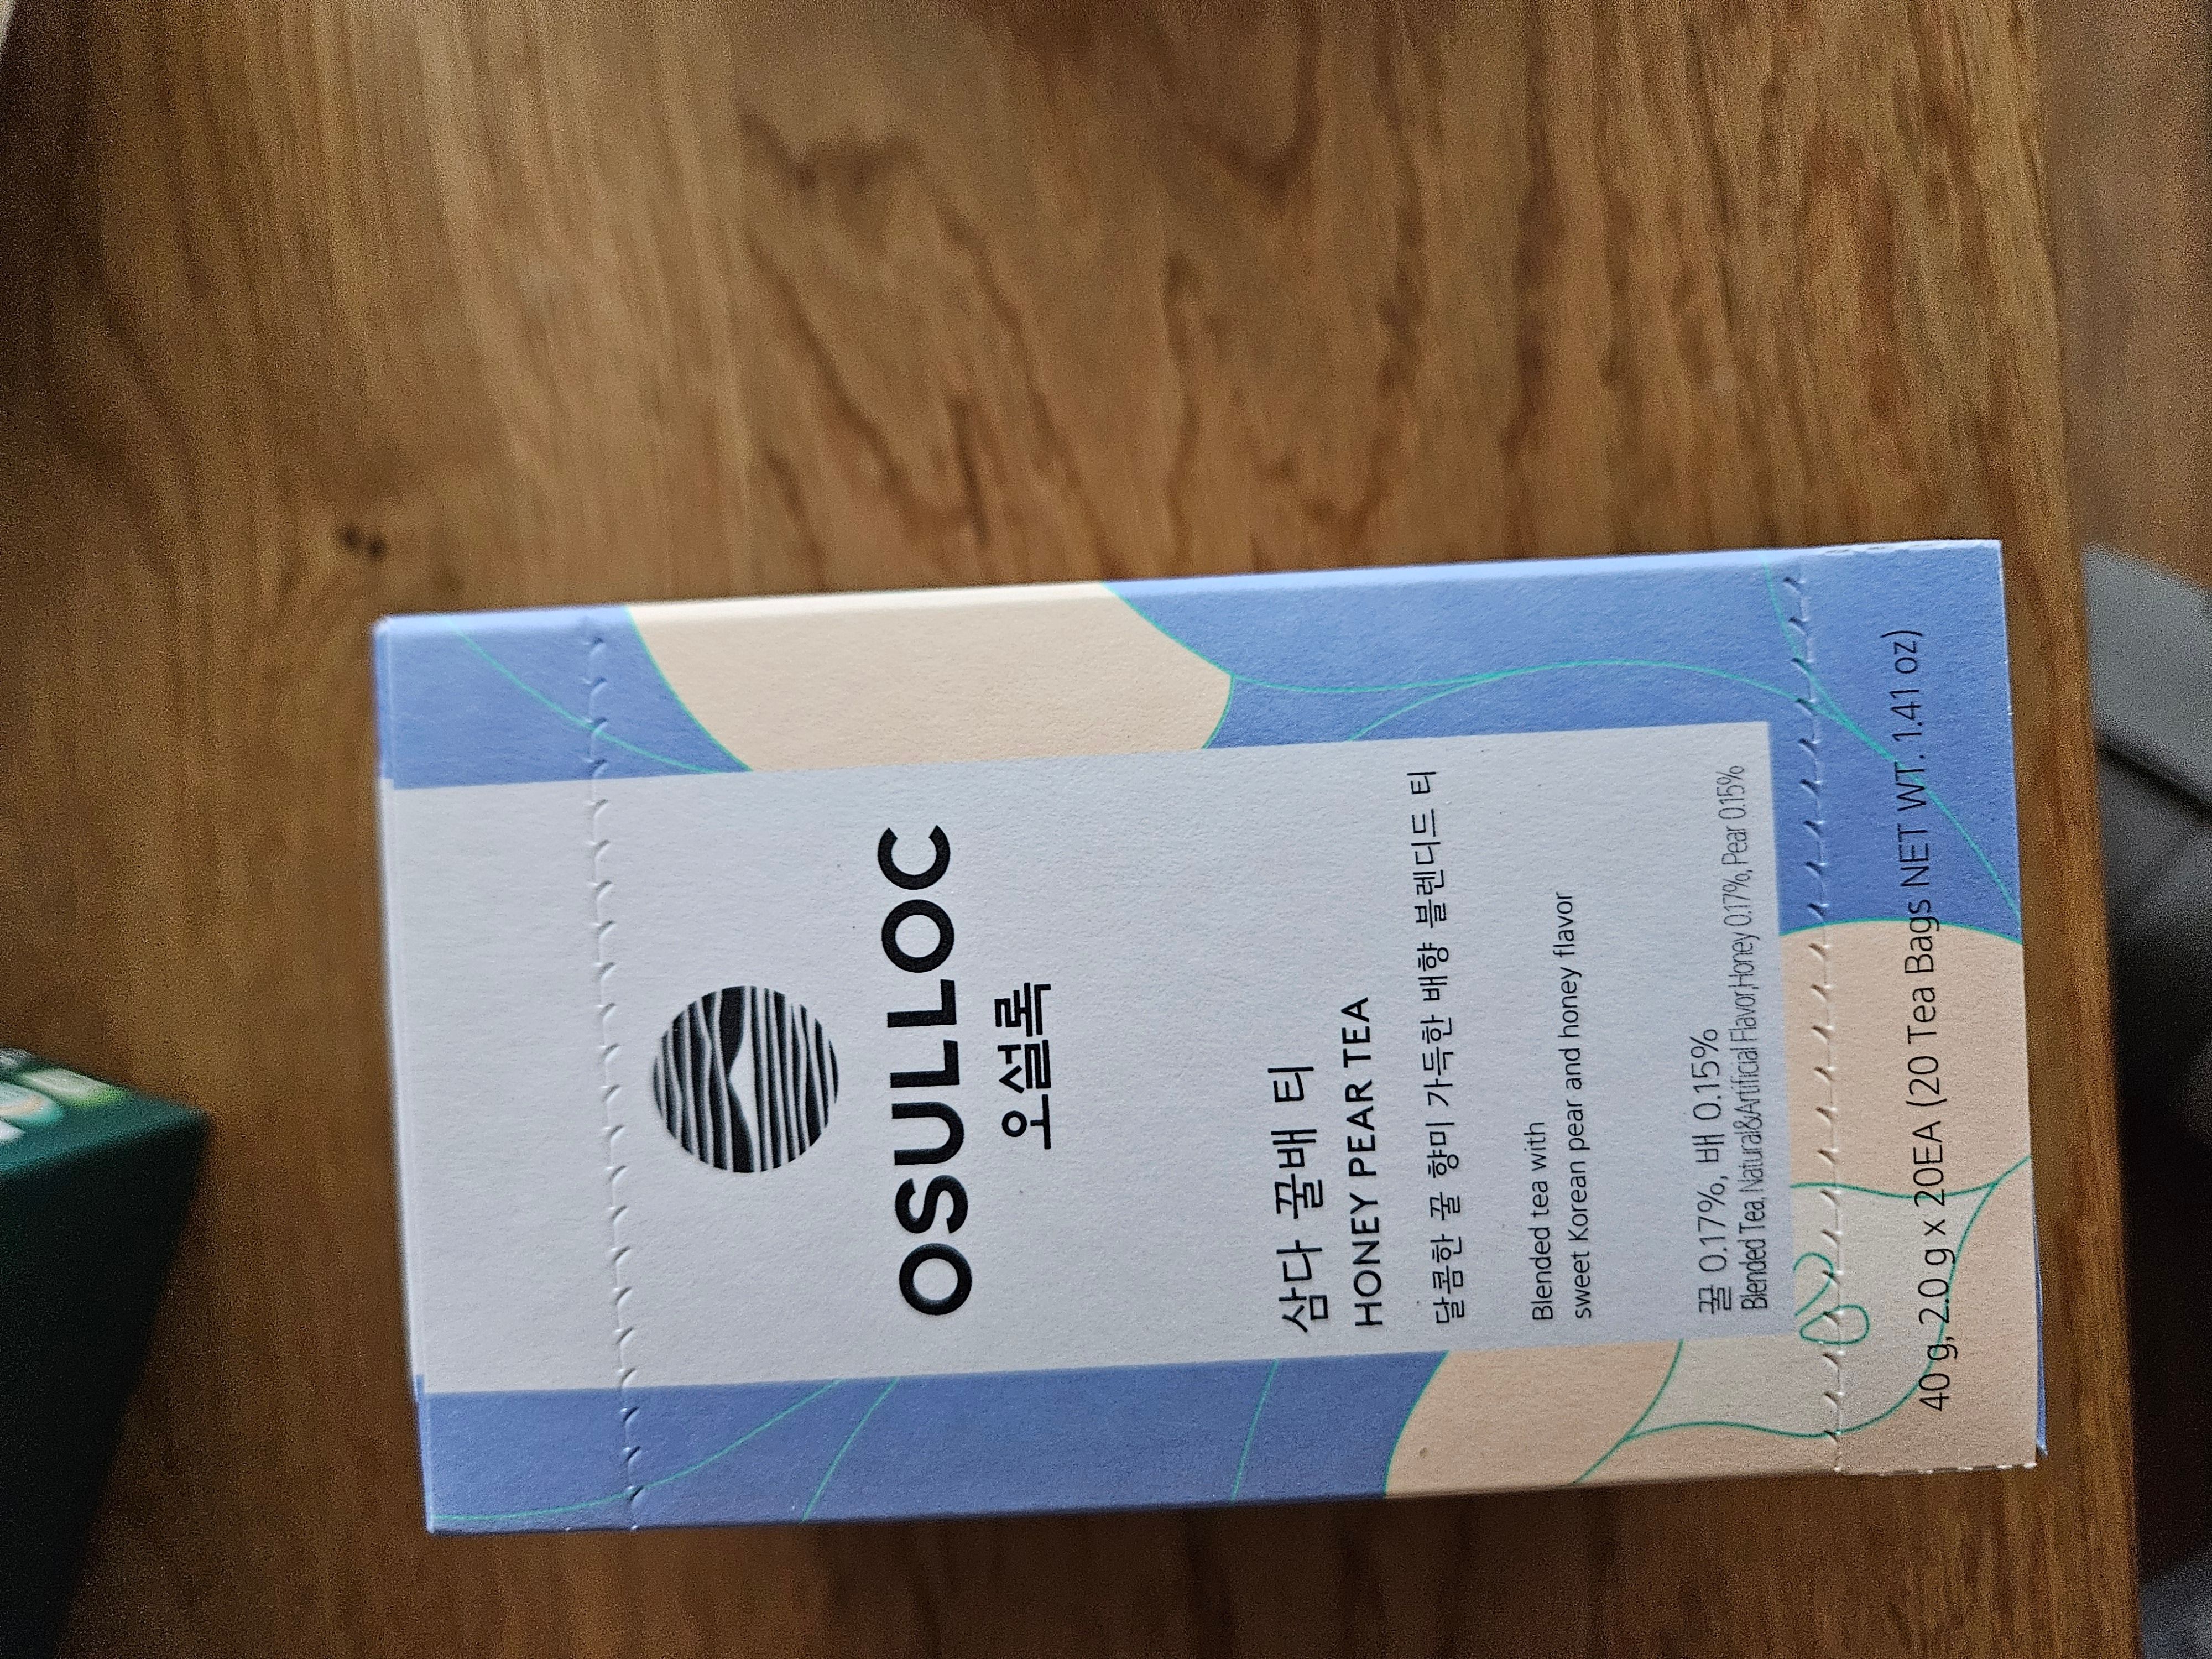 OSULLOC
오설록
삼다 꿀배 티
HONEY PEAR TEA
달콤한 꿀 향미 가득한 배향 블렌디드 티
Blended tea with
sweet Korean pear and honey flavor
꿀 0.17%, 배 0.15%
Blended Tea, Natural&Artificial Flavor,Honey 0.17%, Pear 0.15%
40 g, 2.0 g x 20EA (20 Tea Bags NET WT. 1.41 oz)